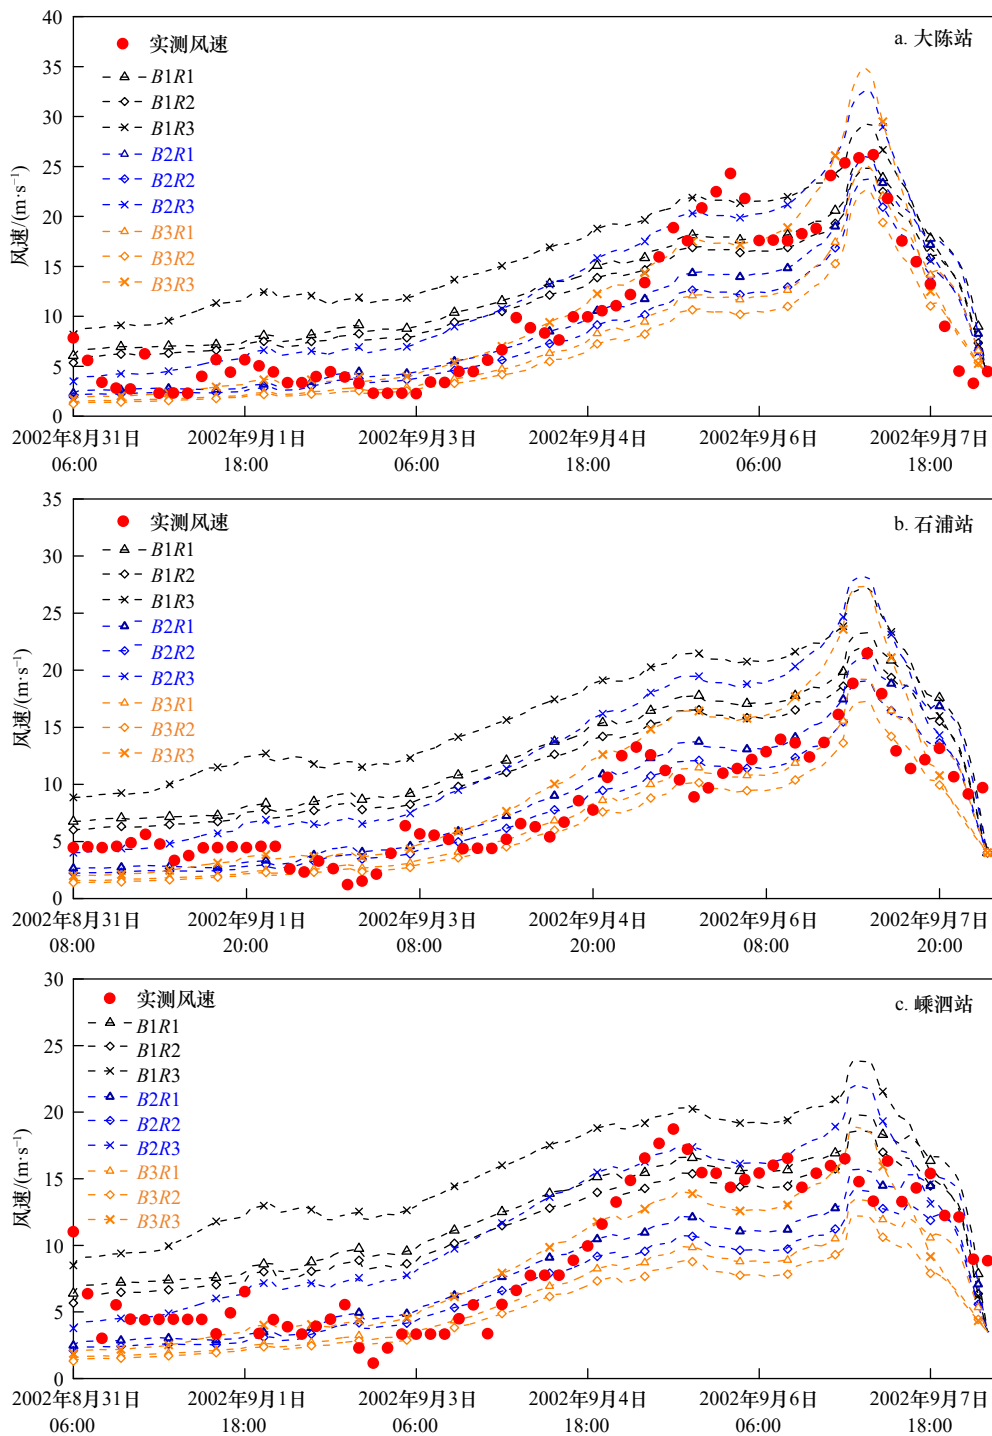 40
35
30
25
20
15
10
5
0
风速/(m·s⁻¹)
a. 大陈站
实测风速
B1R1
B1R2
B1R3
B2R1
B2R2
B2R3
B3R1
B3R2
B3R3
2002年8月31日 2002年9月1日 2002年9月3日 2002年9月4日 2002年9月6日 2002年9月7日
06:00 18:00 06:00 18:00 06:00 18:00
35
30
25
20
15
10
5
0
风速/(m·s⁻¹)
b. 石浦站
实测风速
B1R1
B1R2
B1R3
B2R1
B2R2
B2R3
B3R1
B3R2
B3R3
2002年8月31日 2002年9月1日 2002年9月3日 2002年9月4日 2002年9月6日 2002年9月7日
08:00 20:00 08:00 20:00 08:00 20:00
30
25
20
15
10
5
0
风速/(m·s⁻¹)
c. 嵊泗站
实测风速
B1R1
B1R2
B1R3
B2R1
B2R2
B2R3
B3R1
B3R2
B3R3
2002年8月31日 2002年9月1日 2002年9月3日 2002年9月4日 2002年9月6日 2002年9月7日
06:00 18:00 06:00 18:00 06:00 18:00